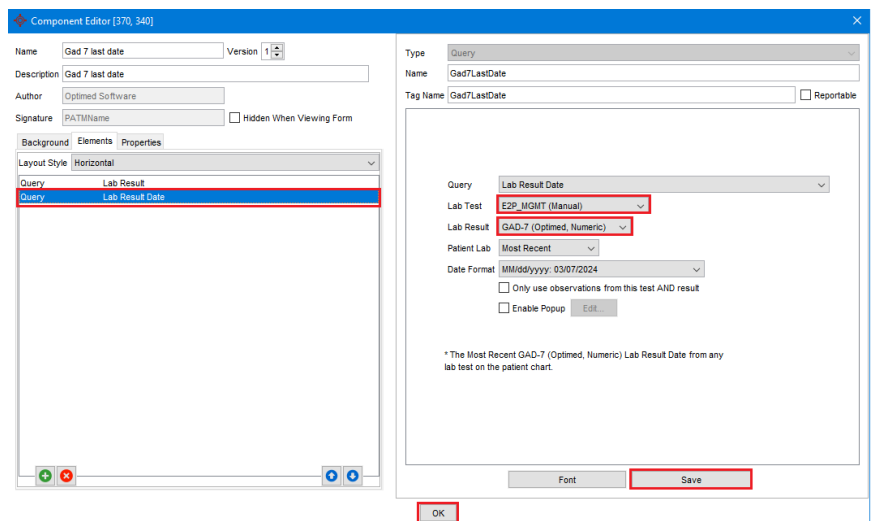 Component Editor [370, 340]
Name Gad 7 last date Version 1
Description Gad 7 last date
Author Optimed Software
Signature PATMName Hidden When Viewing Form
Background Elements Properties
Layout Style Horizontal
Query Lab Result
Query Lab Result Date
Type Query
Name Gad7LastDate
Tag Name Gad7LastDate Reportable
Query Lab Result Date
Lab Test E2P_MGMT (Manual)
Lab Result GAD-7 (Optimed, Numeric)
Patient Lab Most Recent
Date Format MM/dd/yyyy: 03/07/2024
Only use observations from this test AND result
Enable Popup Edit...
* The Most Recent GAD-7 (Optimed, Numeric) Lab Result Date from any
lab test on the patient chart.
Font Save
OK